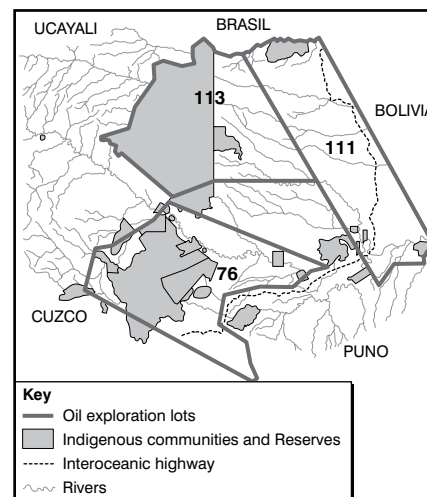 UCAYALI
BRASIL
113
BOLIVIA
111
76
CUZCO
PUNO
Key
Oil exploration lots
Indigenous communities and Reserves
Interoceanic highway
Rivers